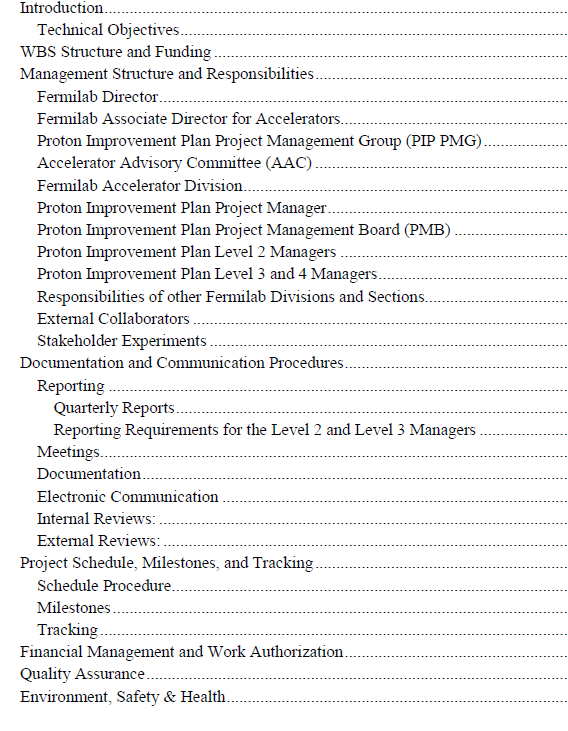 Introduction
Technical Objectives
WBS Structure and Funding
Management Structure and Responsibilities
Fermilab Director
Fermilab Associate Director for Accelerators
Proton Improvement Plan Project Management Group (PIP PMG)
Accelerator Advisory Committee (AAC)
Fermilab Accelerator Division
Proton Improvement Plan Project Manager
Proton Improvement Plan Project Management Board (PMB)
Proton Improvement Plan Level 2 Managers
Proton Improvement Plan Level 3 and 4 Managers
Responsibilities of other Fermilab Divisions and Sections
External Collaborators
Stakeholder Experiments
Documentation and Communication Procedures
Reporting
Quarterly Reports
Reporting Requirements for the Level 2 and Level 3 Managers
Meetings
Documentation
Electronic Communication
Internal Reviews:
External Reviews:
Project Schedule, Milestones, and Tracking
Schedule Procedure
Milestones
Tracking
Financial Management and Work Authorization
Quality Assurance
Environment, Safety & Health